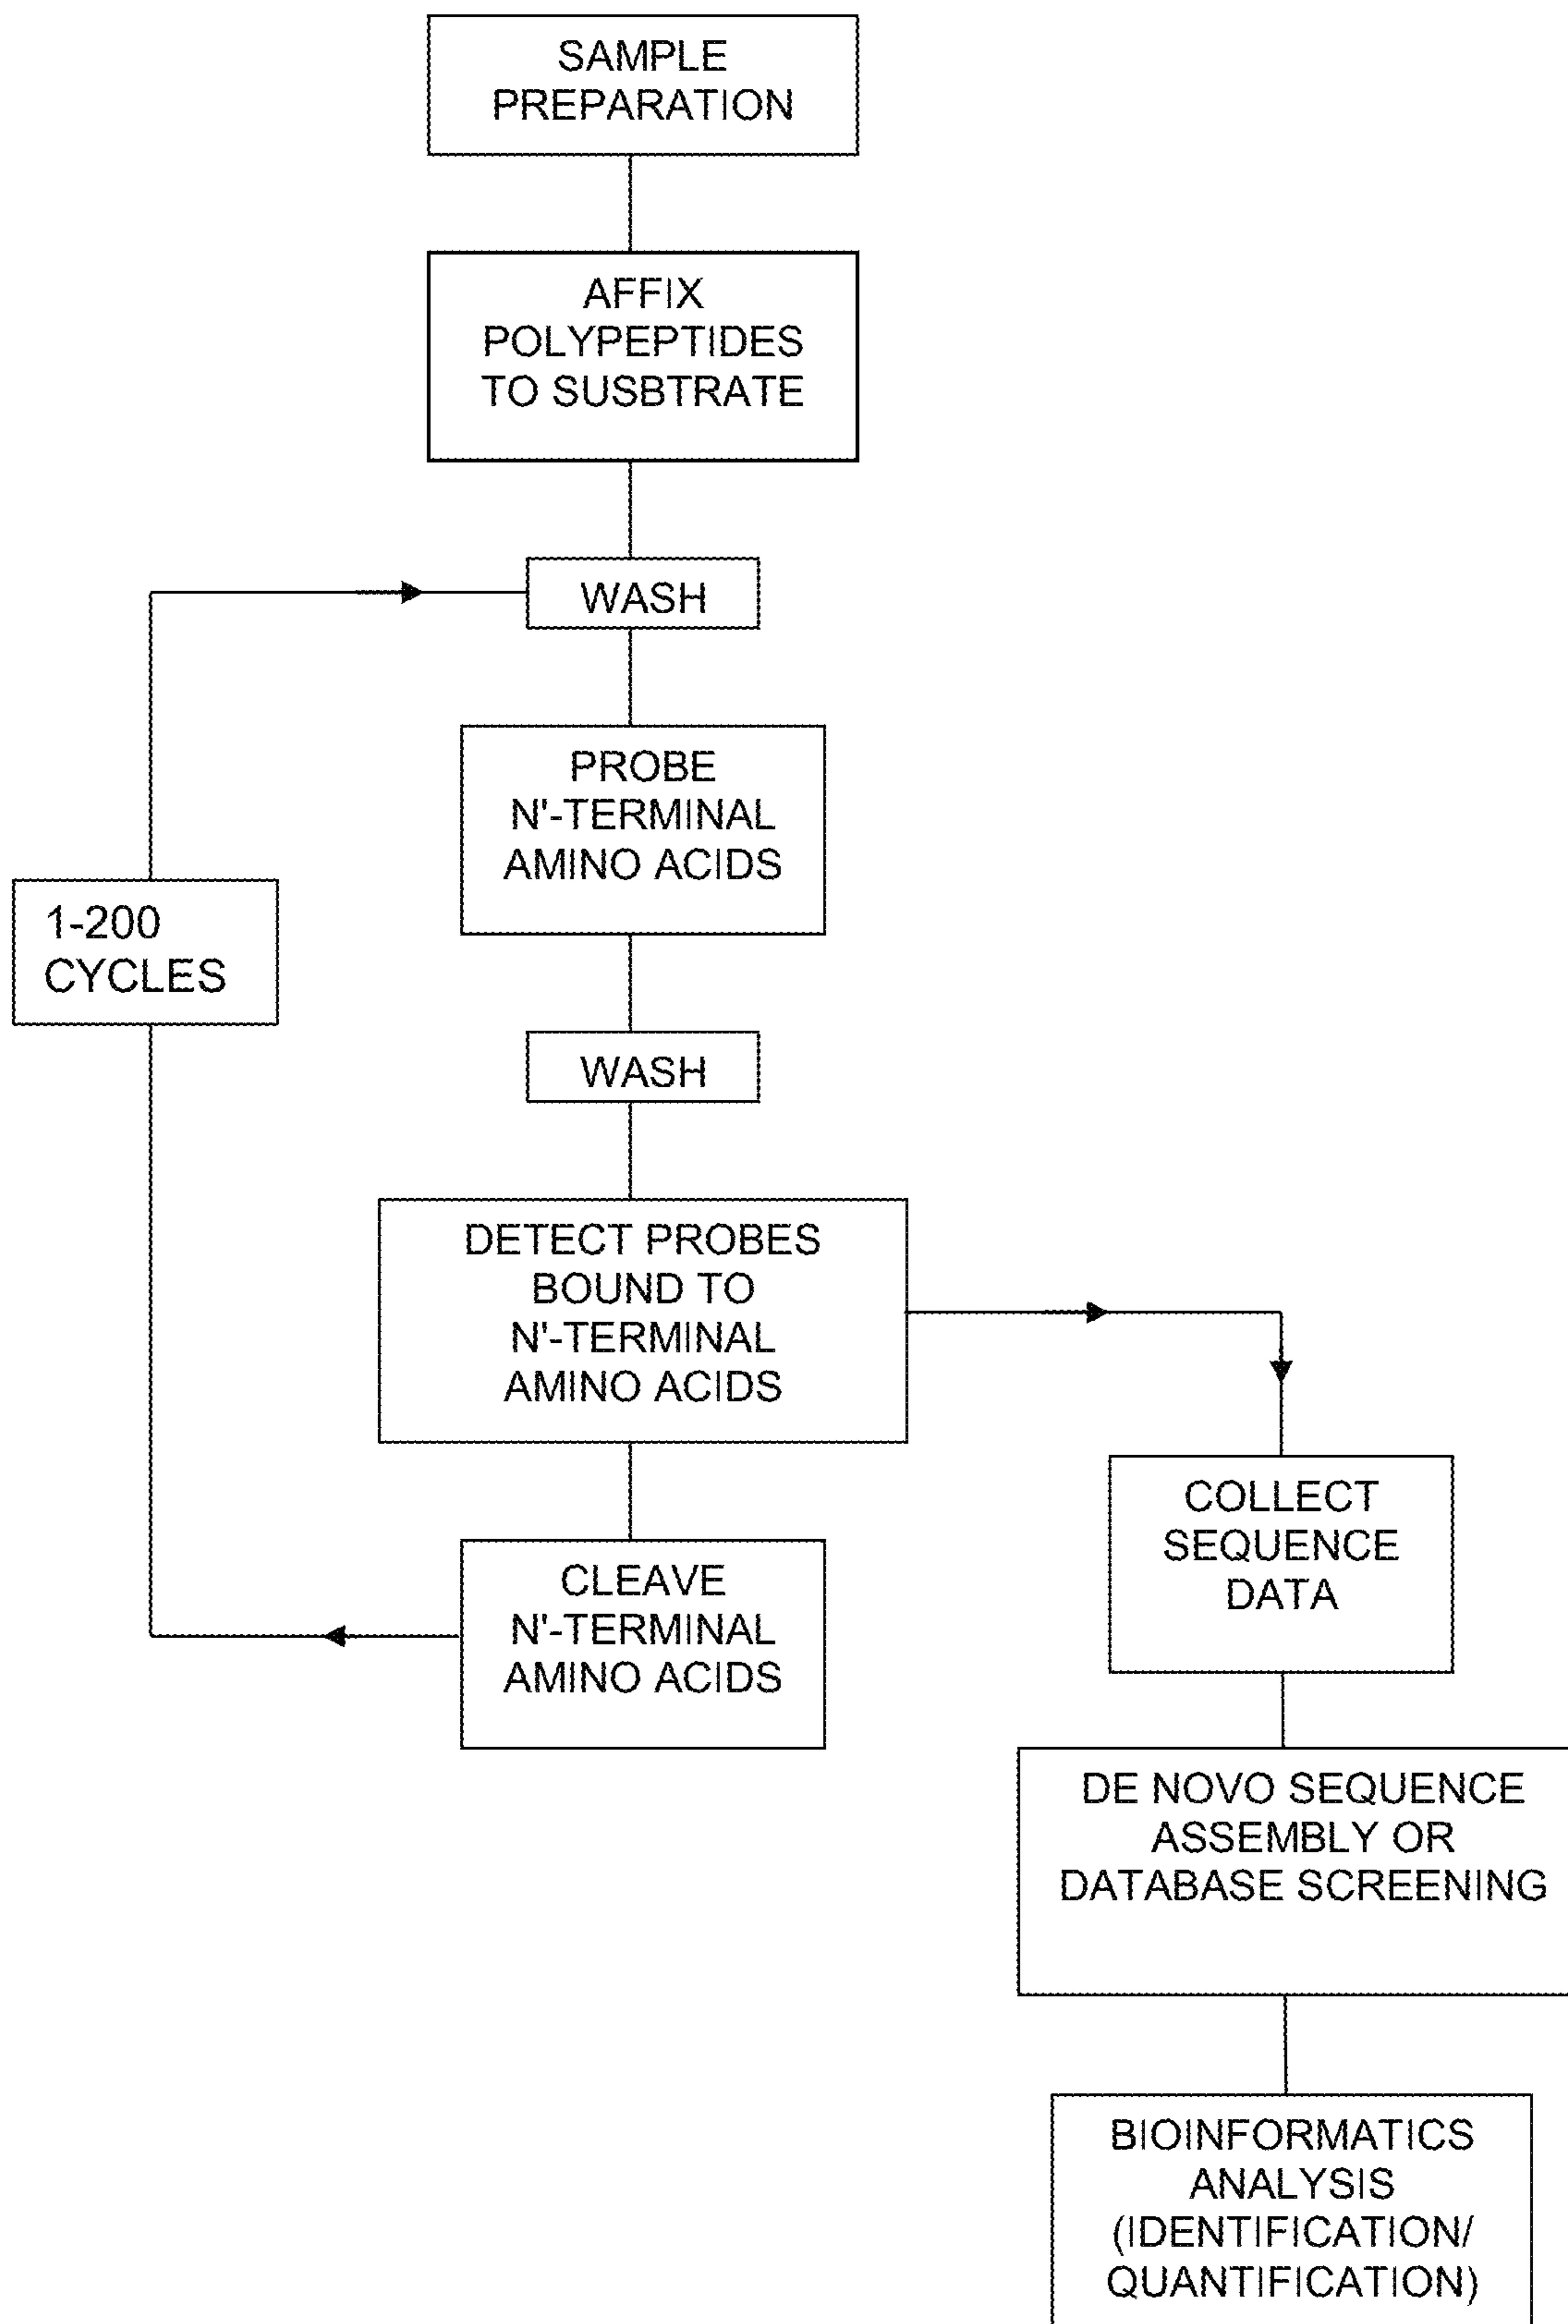 SAMPLE
PREPARATION
AFFIX
POLYPEPTIDES
TO SUSBTRATE
WASH
PROBE
N'-TERMINAL
AMINO ACIDS
1-200
CYCLES
WASH
DETECT PROBES
BOUND TO
N'-TERMINAL
AMINO ACIDS
CLEAVE
N'-TERMINAL
AMINO ACIDS
COLLECT
SEQUENCE
DATA
DE NOVO SEQUENCE
ASSEMBLY OR
DATABASE SCREENING
BIOINFORMATICS
ANALYSIS
(IDENTIFICATION/
QUANTIFICATION)